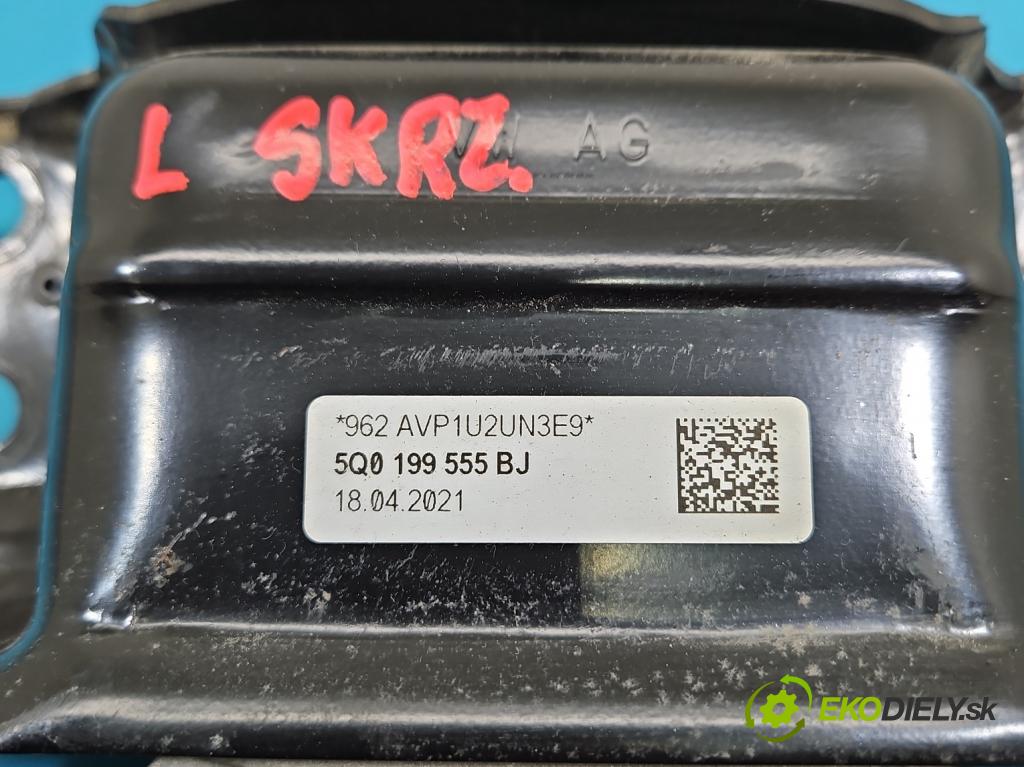 L SKRZ.
AG
*962 AVP1U2UN3E9*
5Q0 199 555 BJ
18.04.2021
EKODIELY.sk